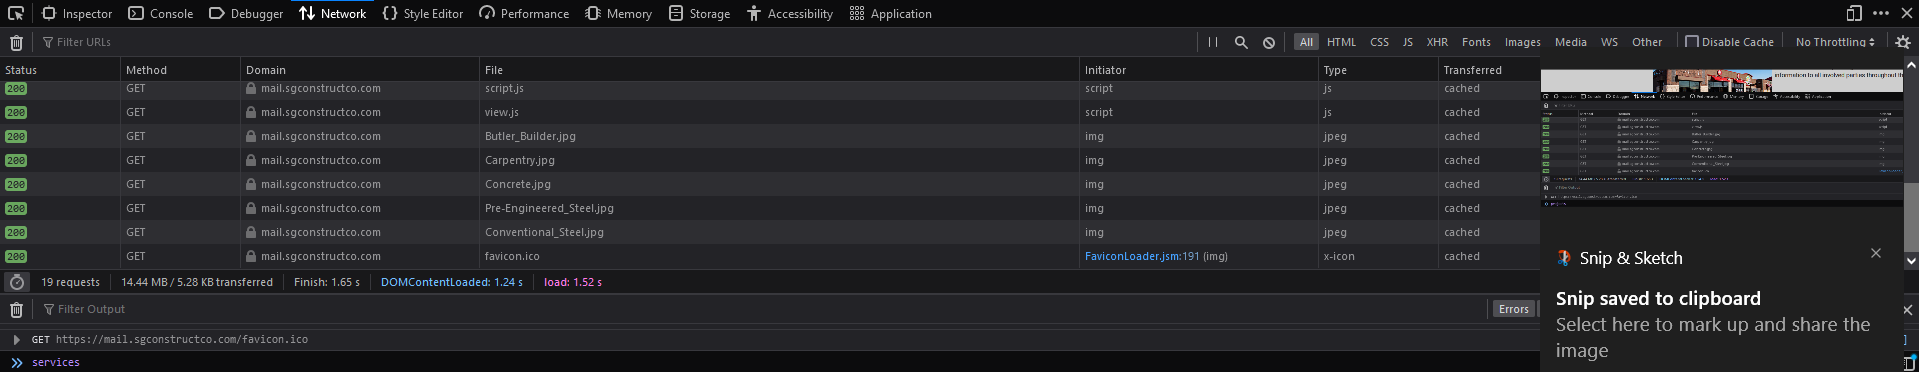 Inspector Console Debugger Network Style Editor Performance Memory Storage Accessibility Application
Filter URLs All HTML CSS JS XHR Fonts Images Media WS Other Disable Cache No Throttling
Status Method Domain File Initiator Type Transferred
200 GET mail.sgconstructco.com script.js script js cached
200 GET mail.sgconstructco.com view.js script js cached
200 GET mail.sgconstructco.com Butler_Builder.jpg img jpeg cached
200 GET mail.sgconstructco.com Carpentry.jpg img jpeg cached
200 GET mail.sgconstructco.com Concrete.jpg img jpeg cached
200 GET mail.sgconstructco.com Pre-Engineered_Steel.jpg img jpeg cached
200 GET mail.sgconstructco.com Conventional_Steel.jpg img jpeg cached
200 GET mail.sgconstructco.com favicon.ico FaviconLoader.jsm:191 (img) x-icon cached
19 requests 14.44 MB / 5.28 KB transferred Finish: 1.65 s DOMContentLoaded: 1.24 s load: 1.52 s
Filter Output Errors
GET https://mail.sgconstructco.com/favicon.ico
services
information to all involved parties throughout
Snip & Sketch
Snip saved to clipboard
Select here to mark up and share the
image